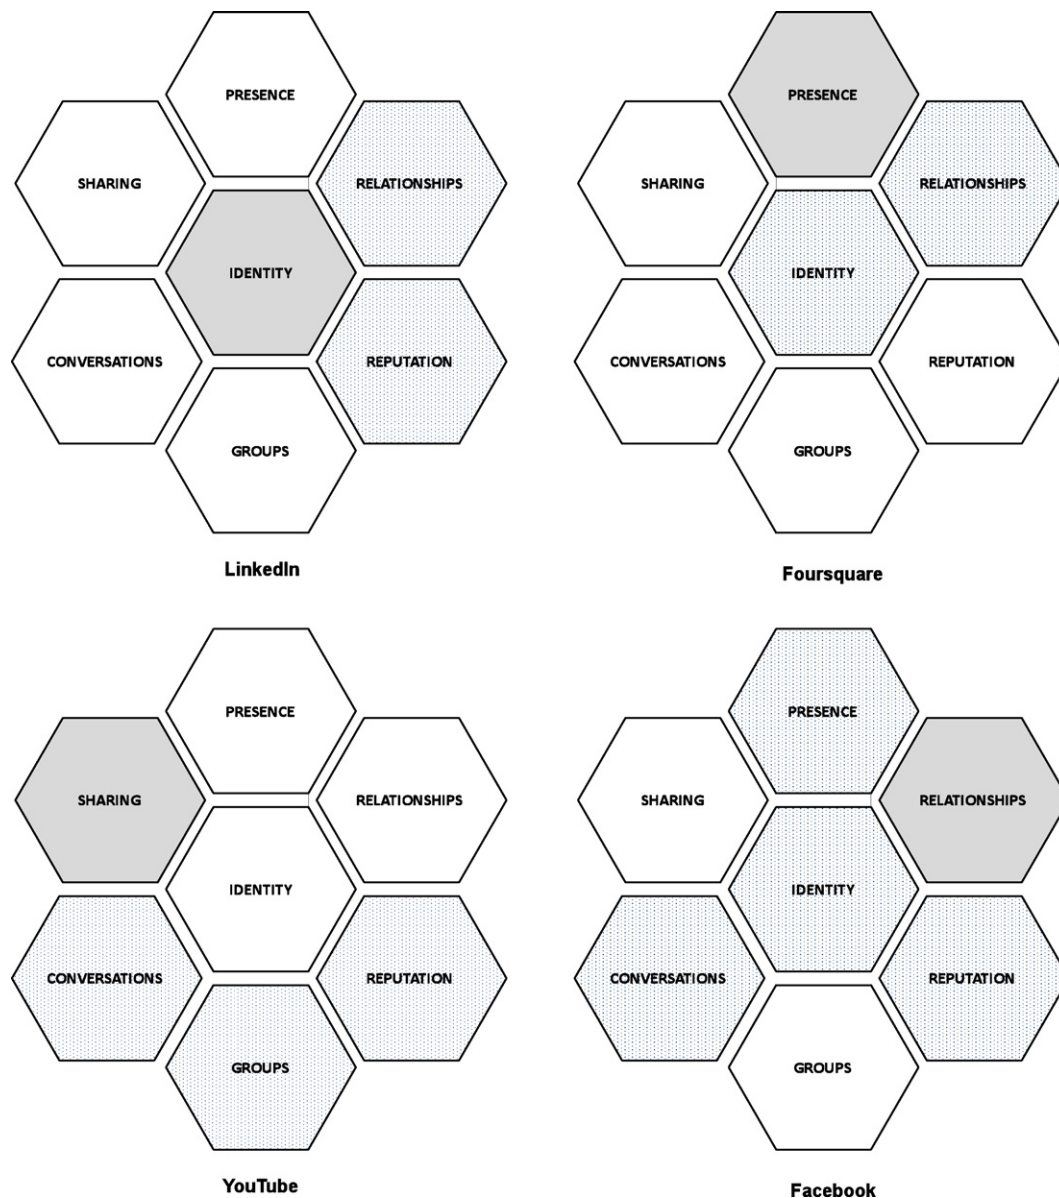 PRESENCE
SHARING
RELATIONSHIPS
IDENTITY
CONVERSATIONS
REPUTATION
GROUPS
LinkedIn
PRESENCE
SHARING
RELATIONSHIPS
IDENTITY
CONVERSATIONS
REPUTATION
GROUPS
Foursquare
PRESENCE
SHARING
RELATIONSHIPS
IDENTITY
CONVERSATIONS
REPUTATION
GROUPS
YouTube
PRESENCE
SHARING
RELATIONSHIPS
IDENTITY
CONVERSATIONS
REPUTATION
GROUPS
Facebook